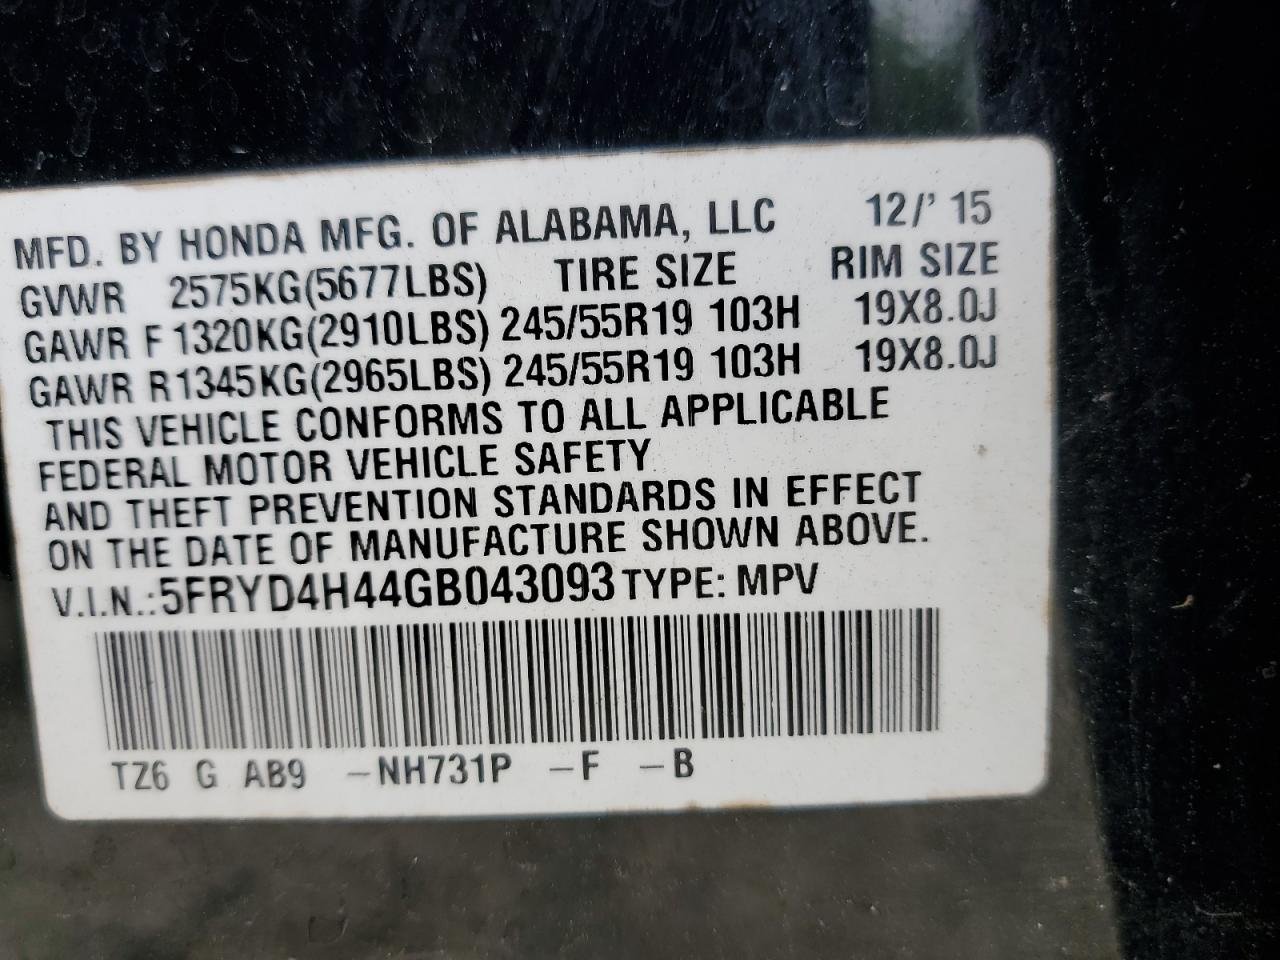 MFD. BY HONDA MFG. OF ALABAMA, LLC 12/' 15
GVWR 2575KG(5677LBS) TIRE SIZE RIM SIZE
GAWR F 1320KG(2910LBS) 245/55R19 103H 19X8.0J
GAWR R1345KG(2965LBS) 245/55R19 103H 19X8.0J
THIS VEHICLE CONFORMS TO ALL APPLICABLE
FEDERAL MOTOR VEHICLE SAFETY
AND THEFT PREVENTION STANDARDS IN EFFECT
ON THE DATE OF MANUFACTURE SHOWN ABOVE.
V.I.N.:5FRYD4H44GB043093 TYPE: MPV
TZ6 G AB9 -NH731P -F -B